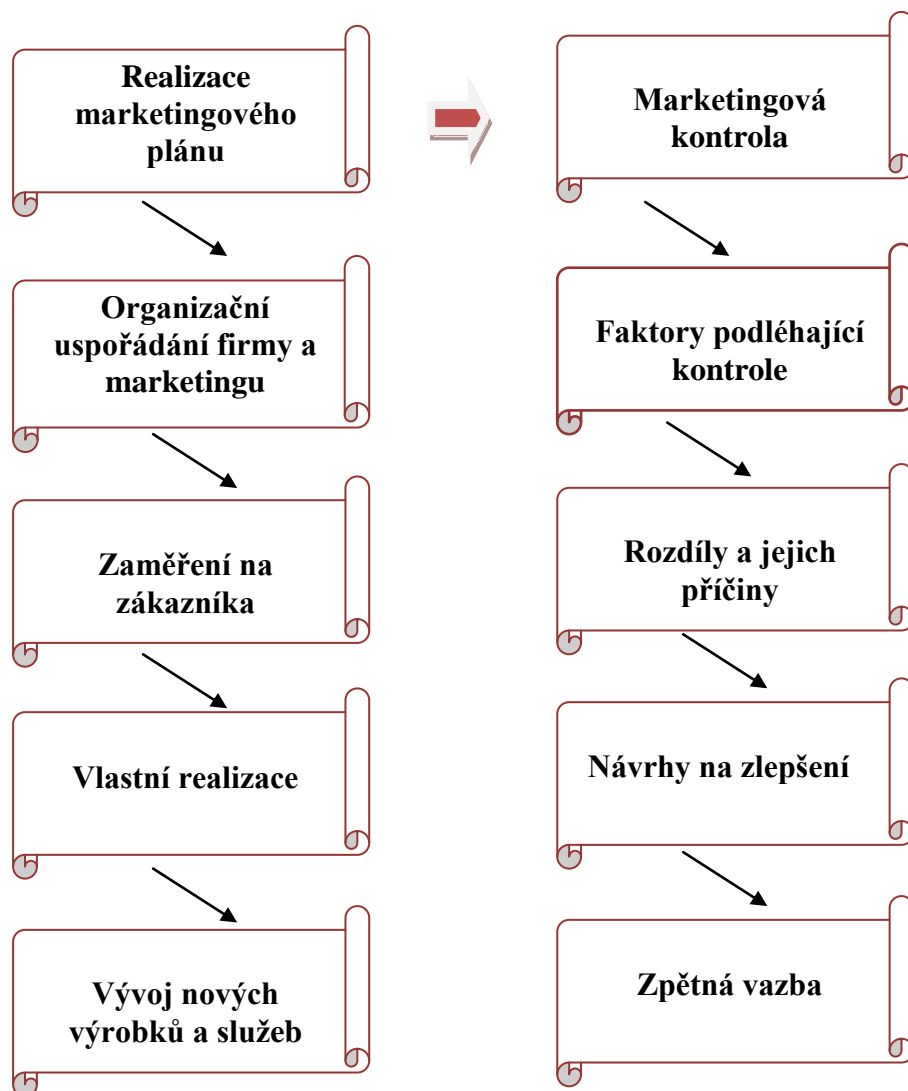 Realizace
marketingového
plánu
Organizační
uspořádání firmy a
marketingu
Zaměření na
zákazníka
Vlastní realizace
Vývoj nových
výrobků a služeb
Marketingová
kontrola
Faktory podléhající
kontrole
Rozdíly a jejich
příčiny
Návrhy na zlepšení
Zpětná vazba